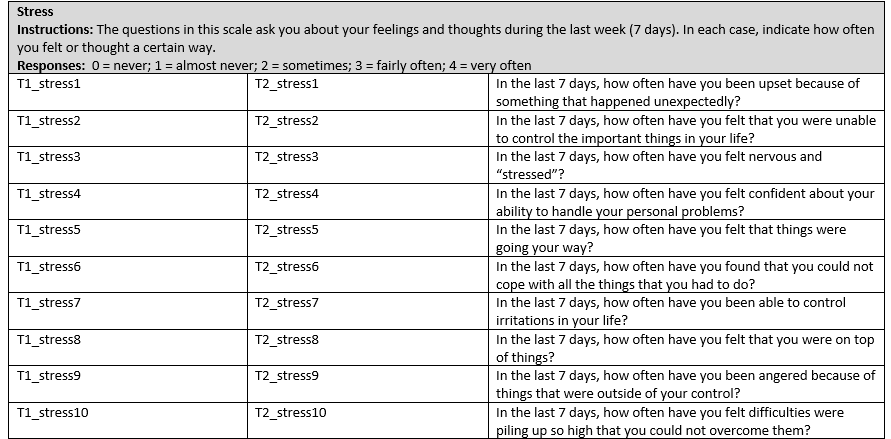 Stress
Instructions: The questions in this scale ask you about your feelings and thoughts during the last week (7 days). In each case, indicate how often
you felt or thought a certain way.
Responses: 0 = never; 1 = almost never; 2 = sometimes; 3 = fairly often; 4 = very often
T1_stress1 T2_stress1 In the last 7 days, how often have you been upset because of
something that happened unexpectedly?
T1_stress2 T2_stress2 In the last 7 days, how often have you felt that you were unable
to control the important things in your life?
T1_stress3 T2_stress3 In the last 7 days, how often have you felt nervous and
“stressed”?
T1_stress4 T2_stress4 In the last 7 days, how often have you felt confident about your
ability to handle your personal problems?
T1_stress5 T2_stress5 In the last 7 days, how often have you felt that things were
going your way?
T1_stress6 T2_stress6 In the last 7 days, how often have you found that you could not
cope with all the things that you had to do?
T1_stress7 T2_stress7 In the last 7 days, how often have you been able to control
irritations in your life?
T1_stress8 T2_stress8 In the last 7 days, how often have you felt that you were on top
of things?
T1_stress9 T2_stress9 In the last 7 days, how often have you been angered because of
things that were outside of your control?
T1_stress10 T2_stress10 In the last 7 days, how often have you felt difficulties were
piling up so high that you could not overcome them?